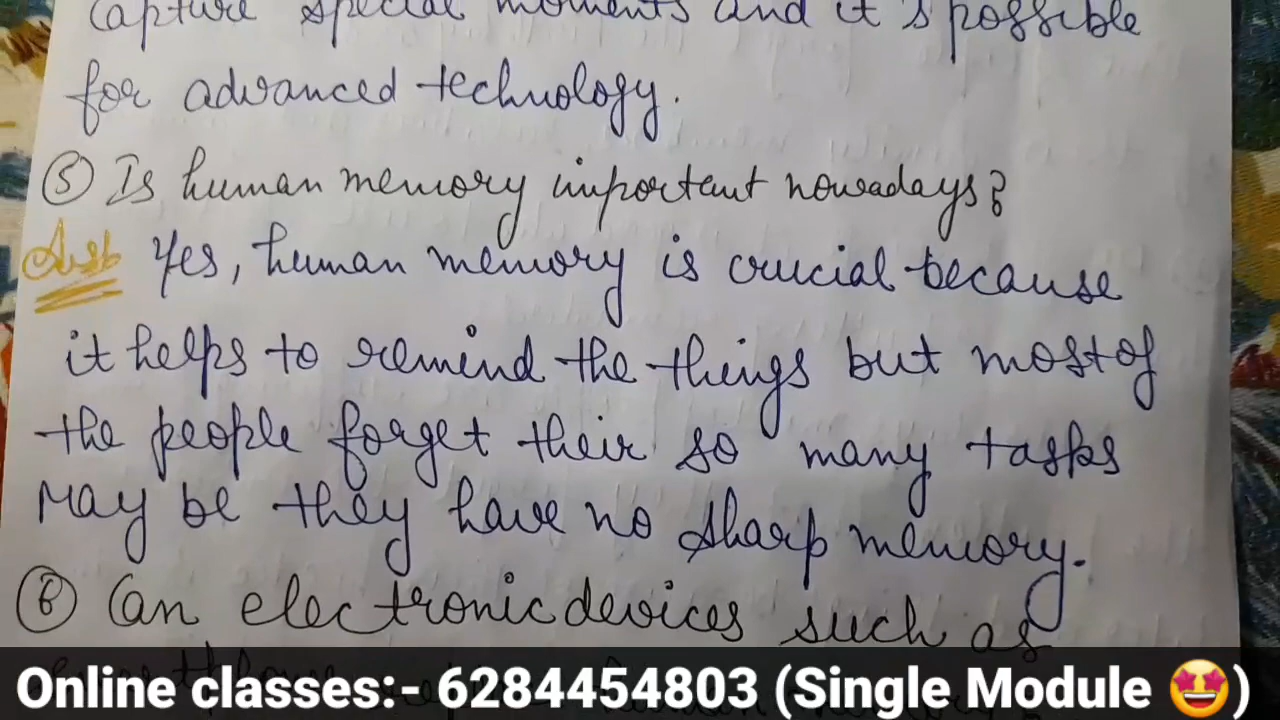 capture special moments and it's possible
for advanced technology.
⑤ Is human memory important nowadays?
Ans Yes, human memory is crucial because
it helps to remind the things but most of
the people forget their so many tasks
May be they have no sharp memory.
⑥ Can electronic devices such as
Online classes:- 6284454803 (Single Module 🤩)